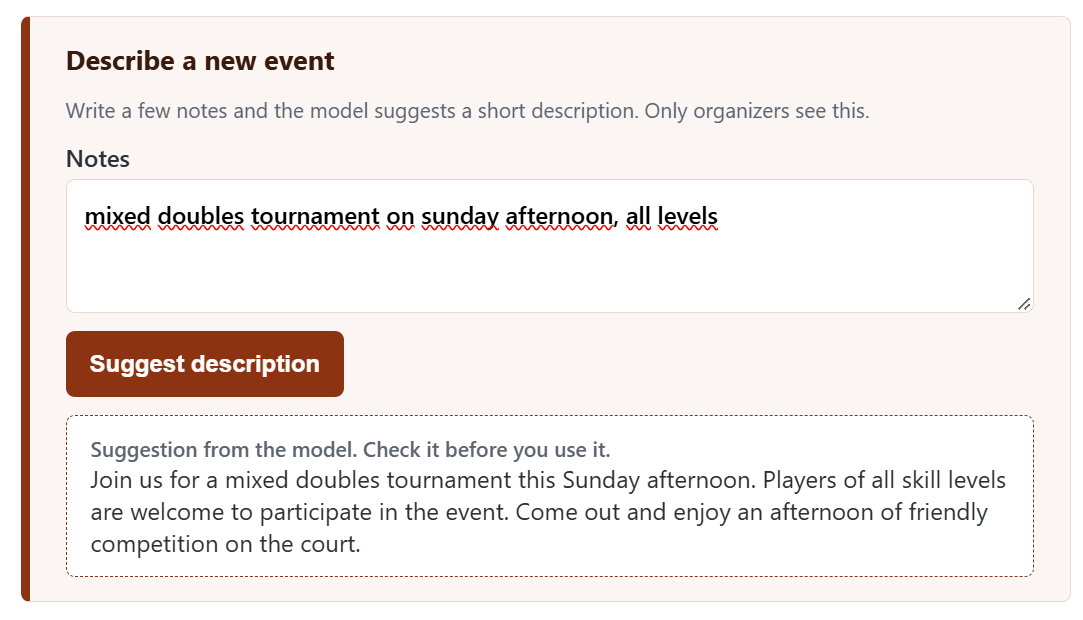 Describe a new event
Write a few notes and the model suggests a short description. Only organizers see this.
Notes
mixed doubles tournament on sunday afternoon, all levels
Suggest description
Suggestion from the model. Check it before you use it.
Join us for a mixed doubles tournament this Sunday afternoon. Players of all skill levels
are welcome to participate in the event. Come out and enjoy an afternoon of friendly
competition on the court.